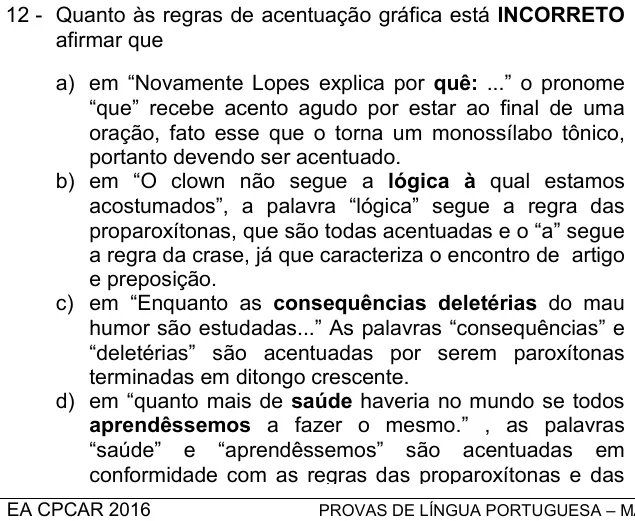 12 - Quanto às regras de acentuação gráfica está INCORRETO
afirmar que
a) em “Novamente Lopes explica por quê: ...” o pronome
“que” recebe acento agudo por estar ao final de uma
oração, fato esse que o torna um monossílabo tônico,
portanto devendo ser acentuado.
b) em “O clown não segue a lógica à qual estamos
acostumados”, a palavra “lógica” segue a regra das
proparoxítonas, que são todas acentuadas e o “a” segue
a regra da crase, já que caracteriza o encontro de artigo
e preposição.
c) em “Enquanto as consequências deletérias do mau
humor são estudadas...” As palavras “consequências” e
“deletérias” são acentuadas por serem paroxítonas
terminadas em ditongo crescente.
d) em “quanto mais de saúde haveria no mundo se todos
aprendêssemos a fazer o mesmo.” , as palavras
“saúde” e “aprendêssemos” são acentuadas em
conformidade com as regras das proparoxítonas e das
EA CPCAR 2016 PROVAS DE LÍNGUA PORTUGUESA – MA